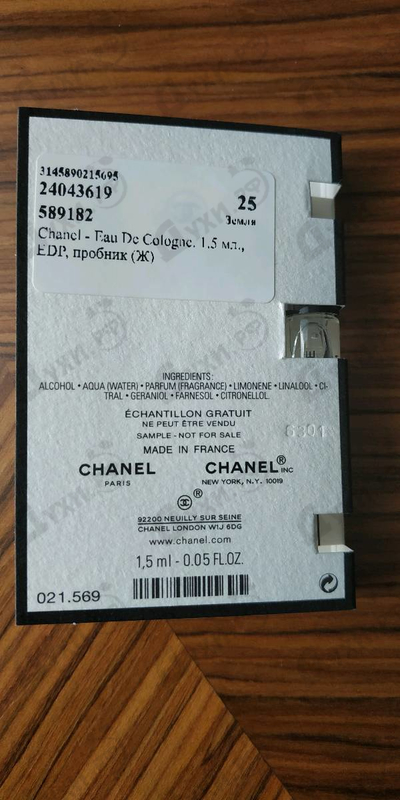 3145890215695
24043619
589182
25
Земля
Chanel - Eau De Cologne. 1.5 мл.,
EDP, пробник (Ж)
INGREDIENTS:
ALCOHOL • AQUA (WATER) • PARFUM (FRAGRANCE) • LIMONENE • LINALOOL • CI-
TRAL • GERANIOL • FARNESOL • CITRONELLOL.
ÉCHANTILLON GRATUIT
NE PEUT ÊTRE VENDU
SAMPLE - NOT FOR SALE
6301
MADE IN FRANCE
CHANEL
PARIS
CHANEL® INC
NEW YORK, N.Y. 10019
®
92200 NEUILLY SUR SEINE
CHANEL LONDON W1J 6DG
www.chanel.com
1,5 ml - 0.05 FL.OZ.
021.569
ДУХИ.РФ